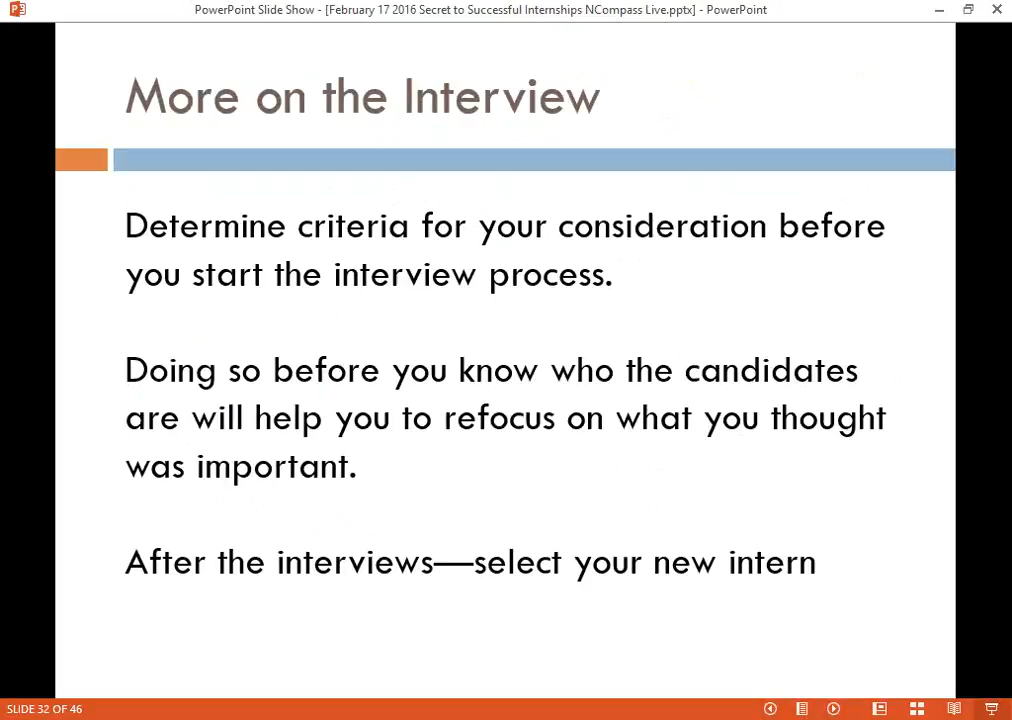 PowerPoint Slide Show - [February 17 2016 Secret to Successful Internships NCompass Live.pptx] - PowerPoint
More on the Interview
Determine criteria for your consideration before
you start the interview process.
Doing so before you know who the candidates
are will help you to refocus on what you thought
was important.
After the interviews—select your new intern
SLIDE 32 OF 46